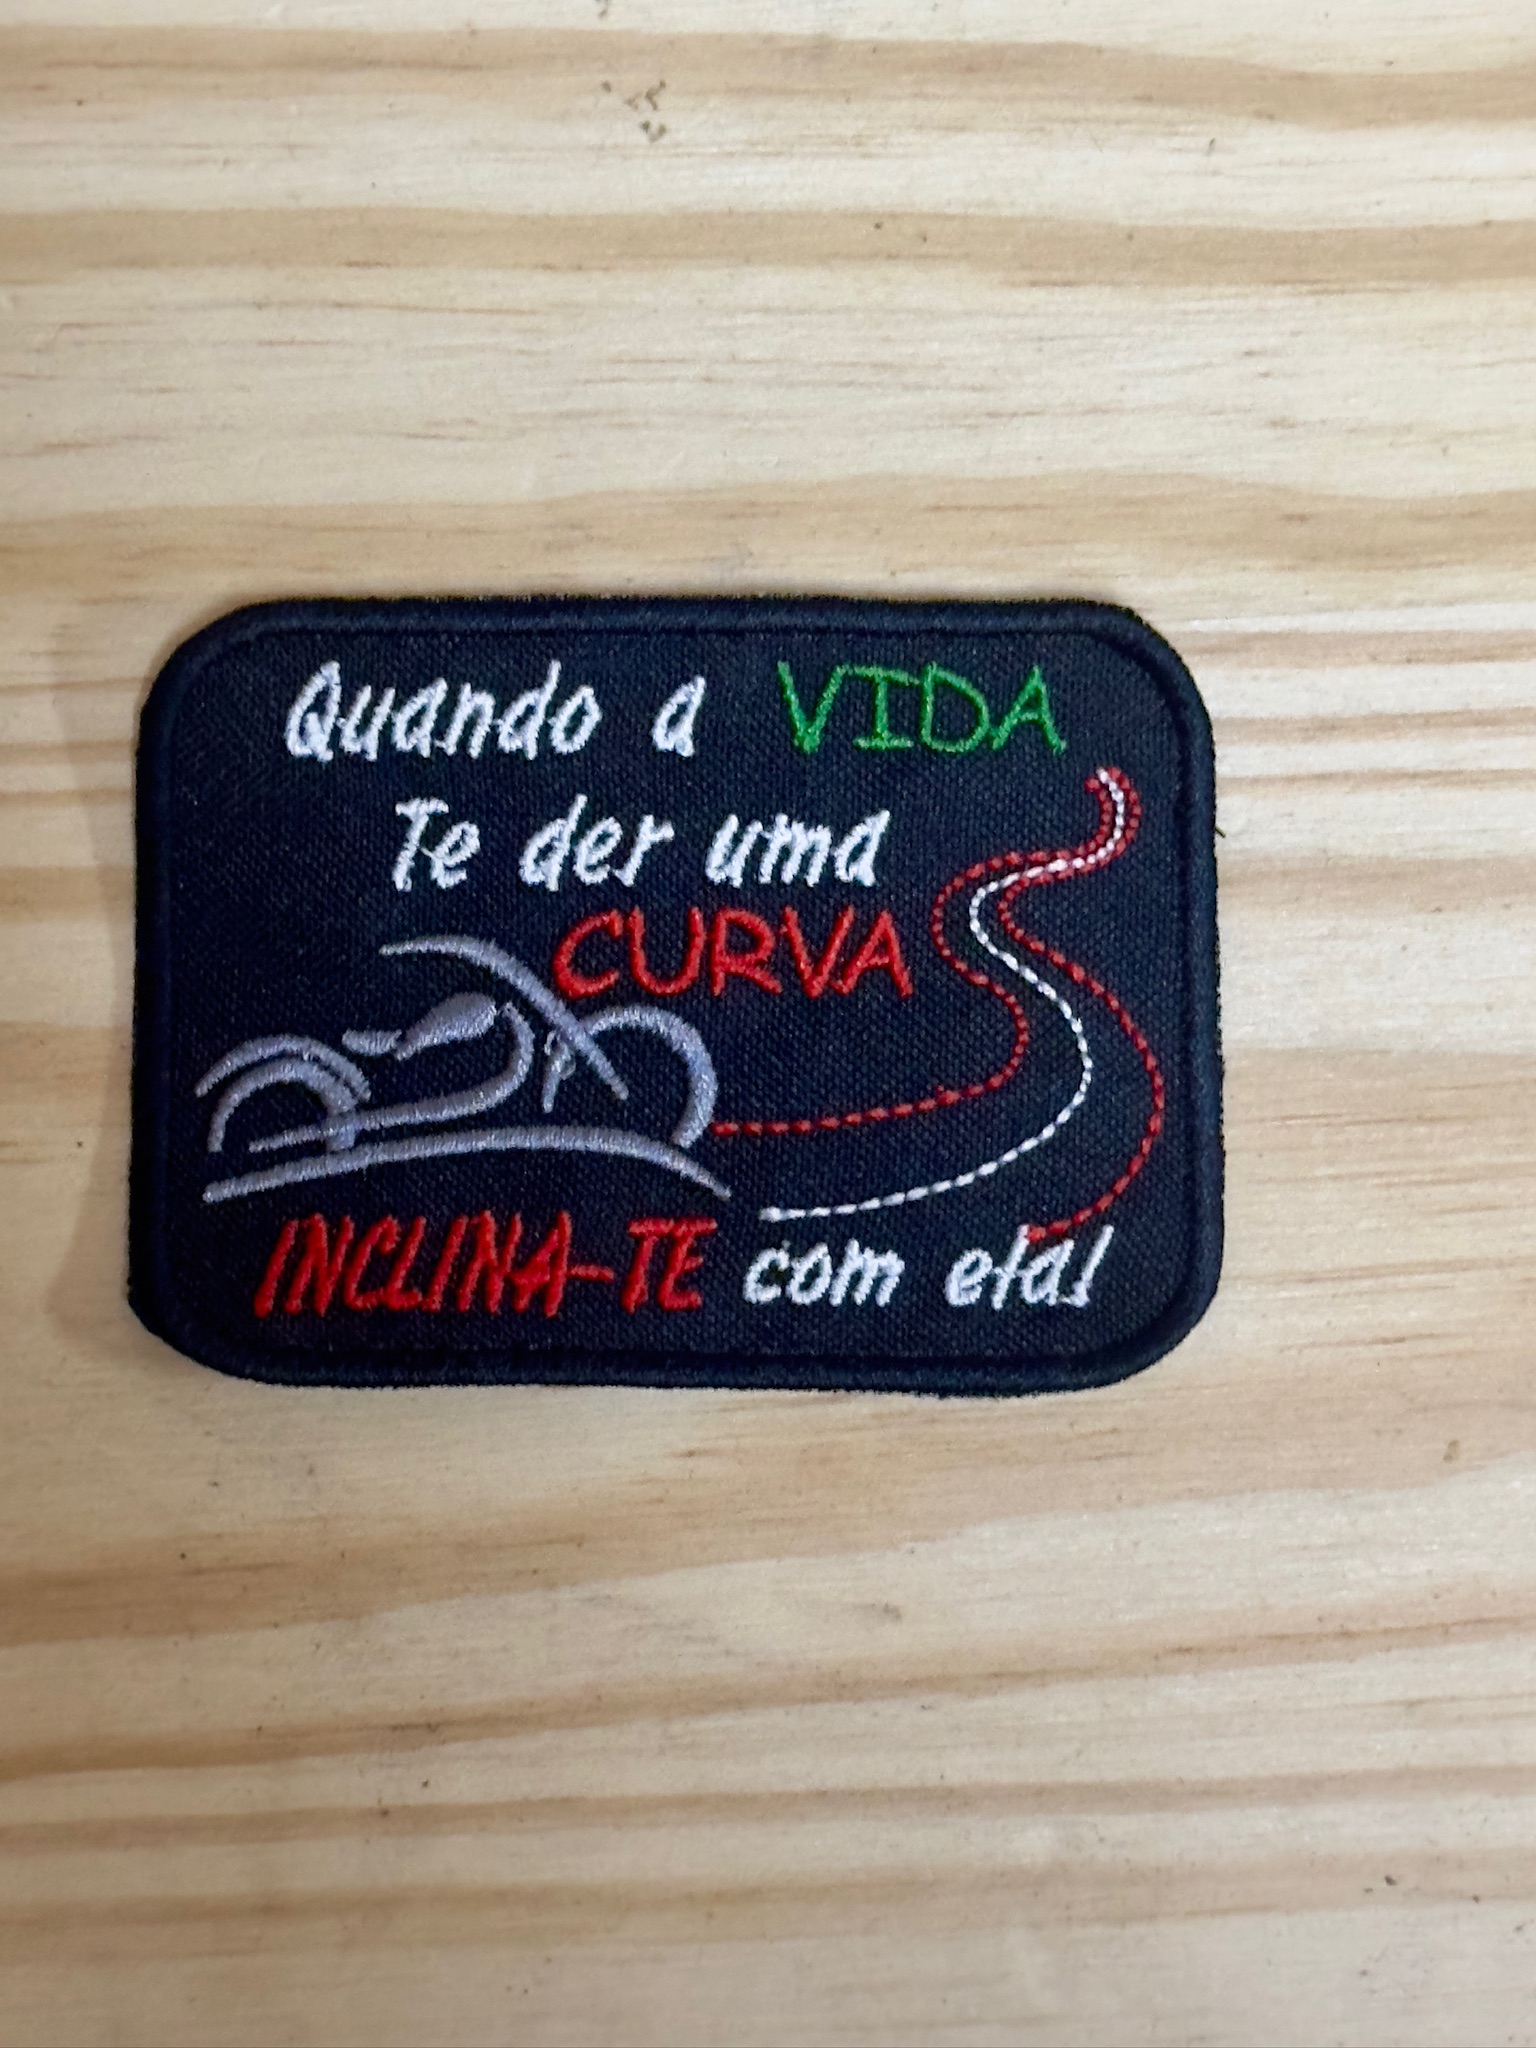 Quando a VIDA
Te der uma
CURVA
INCLINA-TE com ela!